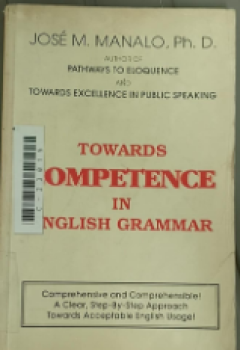 JOSÉ M. MANALO, Ph. D.
AUTHOR OF
PATHWAYS TO ELOQUENCE
AND
TOWARDS EXCELLENCE IN PUBLIC SPEAKING
TOWARDS
OMPETENCE
IN
NGLISH GRAMMAR
Comprehensive and Comprehensible!
A Clear, Step-By-Step Approach
Towards Acceptable English Usage!